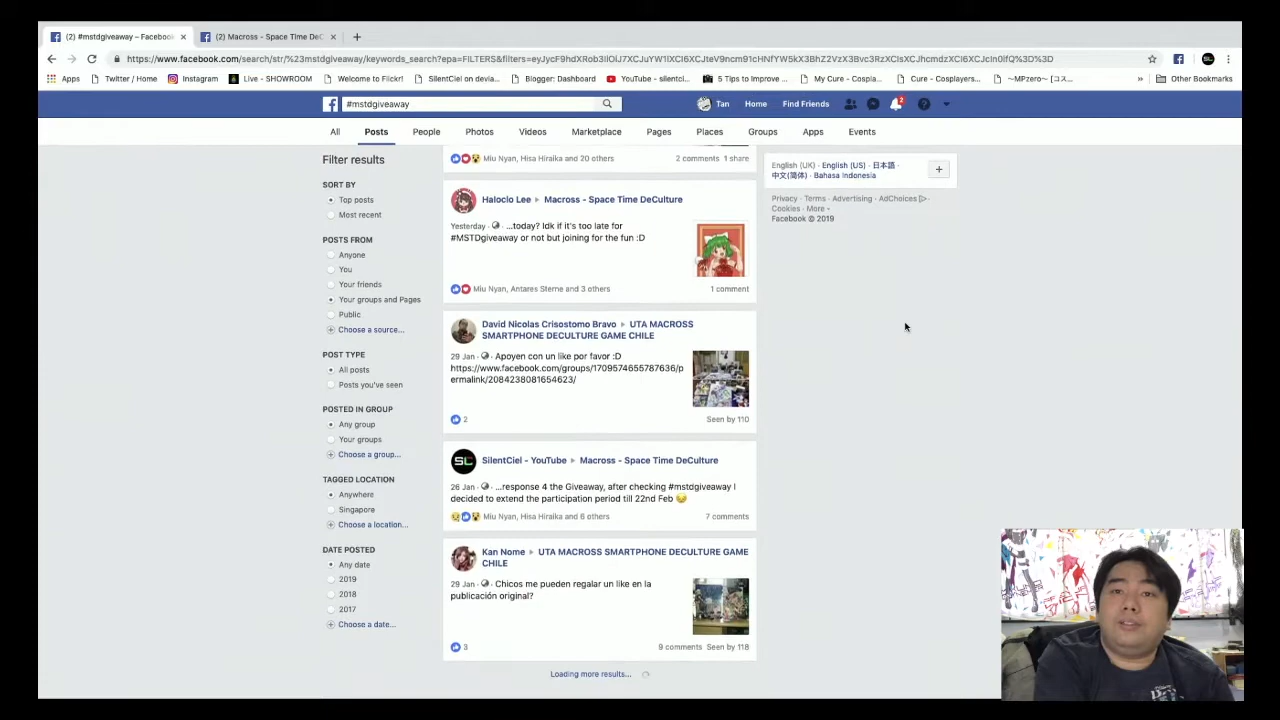 (2) #mstdgiveaway – Facebook
(2) Macross - Space Time DeC
https://www.facebook.com/search/str/%23mstdgiveaway/keywords_search?epa=FILTERS&filters=
Apps
Twitter / Home
Instagram
Live - SHOWROOM
Welcome to Flickr!
SilentCiel on devia...
Blogger: Dashboard
YouTube - silentci...
5 Tips to Improve ...
My Cure - Cospla...
Cure - Cosplayers...
~MPzero~ [コス...
»
Other Bookmarks
#mstdgiveaway
Tan
Home
Find Friends
2
All
Posts
People
Photos
Videos
Marketplace
Pages
Places
Groups
Apps
Events
Filter results
SORT BY
Top posts
Most recent
POSTS FROM
Anyone
You
Your friends
Your groups and Pages
Public
Choose a source...
POST TYPE
All posts
Posts you've seen
POSTED IN GROUP
Any group
Your groups
Choose a group...
TAGGED LOCATION
Anywhere
Singapore
Choose a location...
DATE POSTED
Any date
2019
2018
2017
Choose a date...
Miu Nyan, Hisa Hiraika and 20 others
2 comments 1 share
Haloclo Lee ▸ Macross - Space Time DeCulture
Yesterday · ...today? Idk if it's too late for
#MSTDgiveaway or not but joining for the fun :D
Miu Nyan, Antares Sterne and 3 others
1 comment
David Nicolas Crisostomo Bravo ▸ UTA MACROSS
SMARTPHONE DECULTURE GAME CHILE
29 Jan · Apoyen con un like por favor :D
https://www.facebook.com/groups/1709574655787636/p
ermalink/2084238081654623/
2
Seen by 110
SC
SilentCiel - YouTube ▸ Macross - Space Time DeCulture
26 Jan · ...response 4 the Giveaway, after checking #mstdgiveaway I
decided to extend the participation period till 22nd Feb 😥
Miu Nyan, Hisa Hiraika and 6 others
7 comments
Kan Nome ▸ UTA MACROSS SMARTPHONE DECULTURE GAME
CHILE
29 Jan · Chicos me pueden regalar un like en la
publicación original?
3
9 comments Seen by 118
Loading more results...
English (UK) · English (US) · 日本語 ·
中文(简体) · Bahasa Indonesia
Privacy · Terms · Advertising · AdChoices ·
Cookies · More
Facebook © 2019